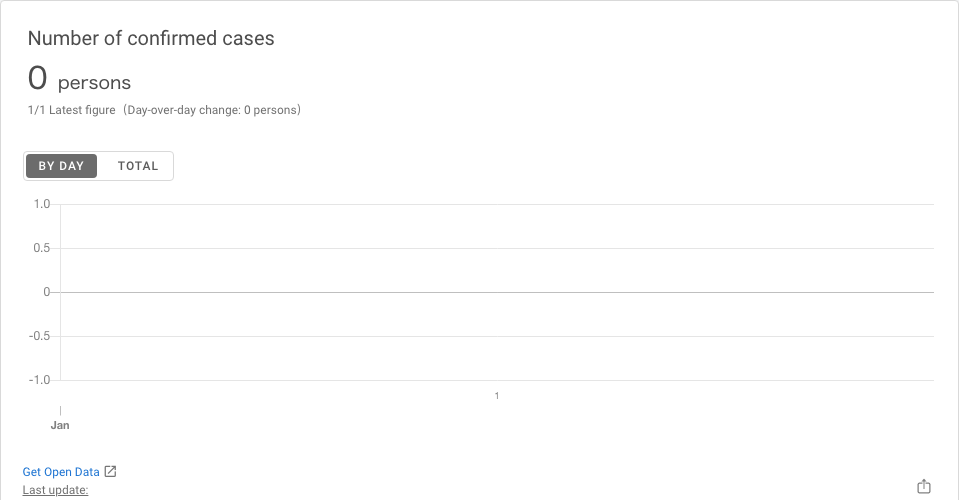 Number of confirmed cases
0 persons
1/1 Latest figure（Day-over-day change: 0 persons）
BY DAY TOTAL
1.0
0.5
0
-0.5
-1.0
1
Jan
Get Open Data
Last update: